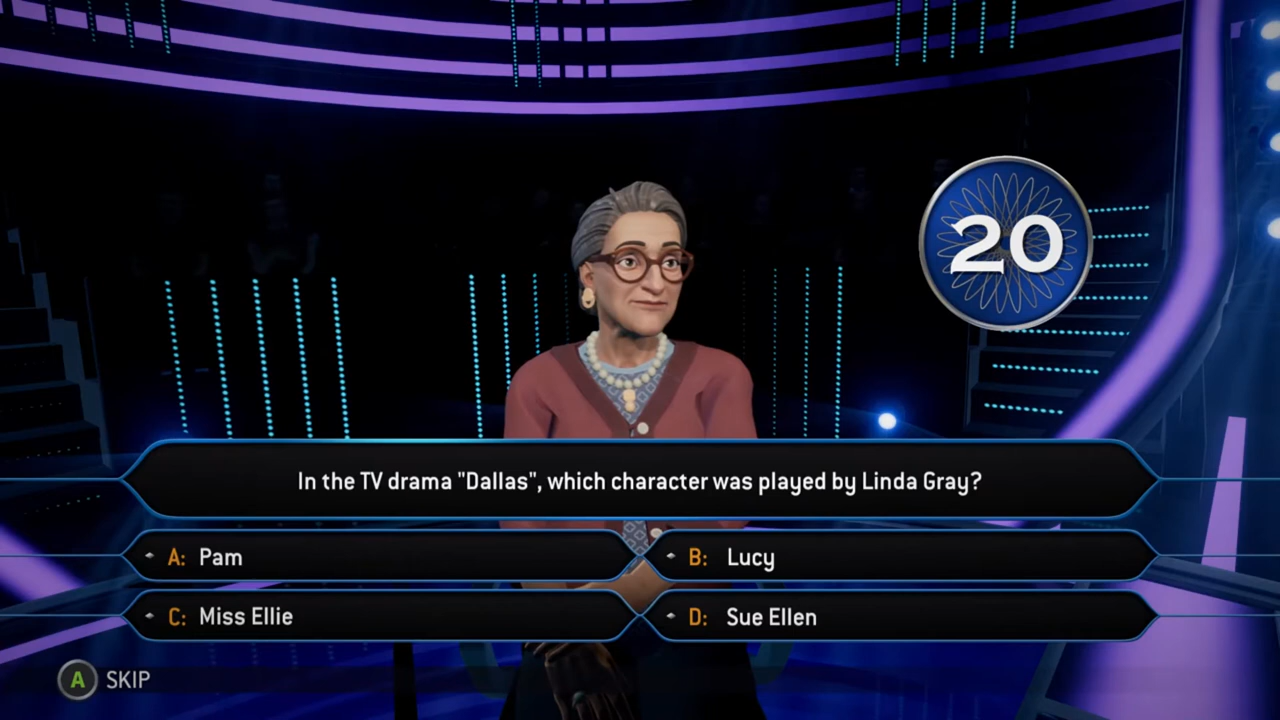 20
In the TV drama "Dallas", which character was played by Linda Gray?
A: Pam
B: Lucy
C: Miss Ellie
D: Sue Ellen
A SKIP